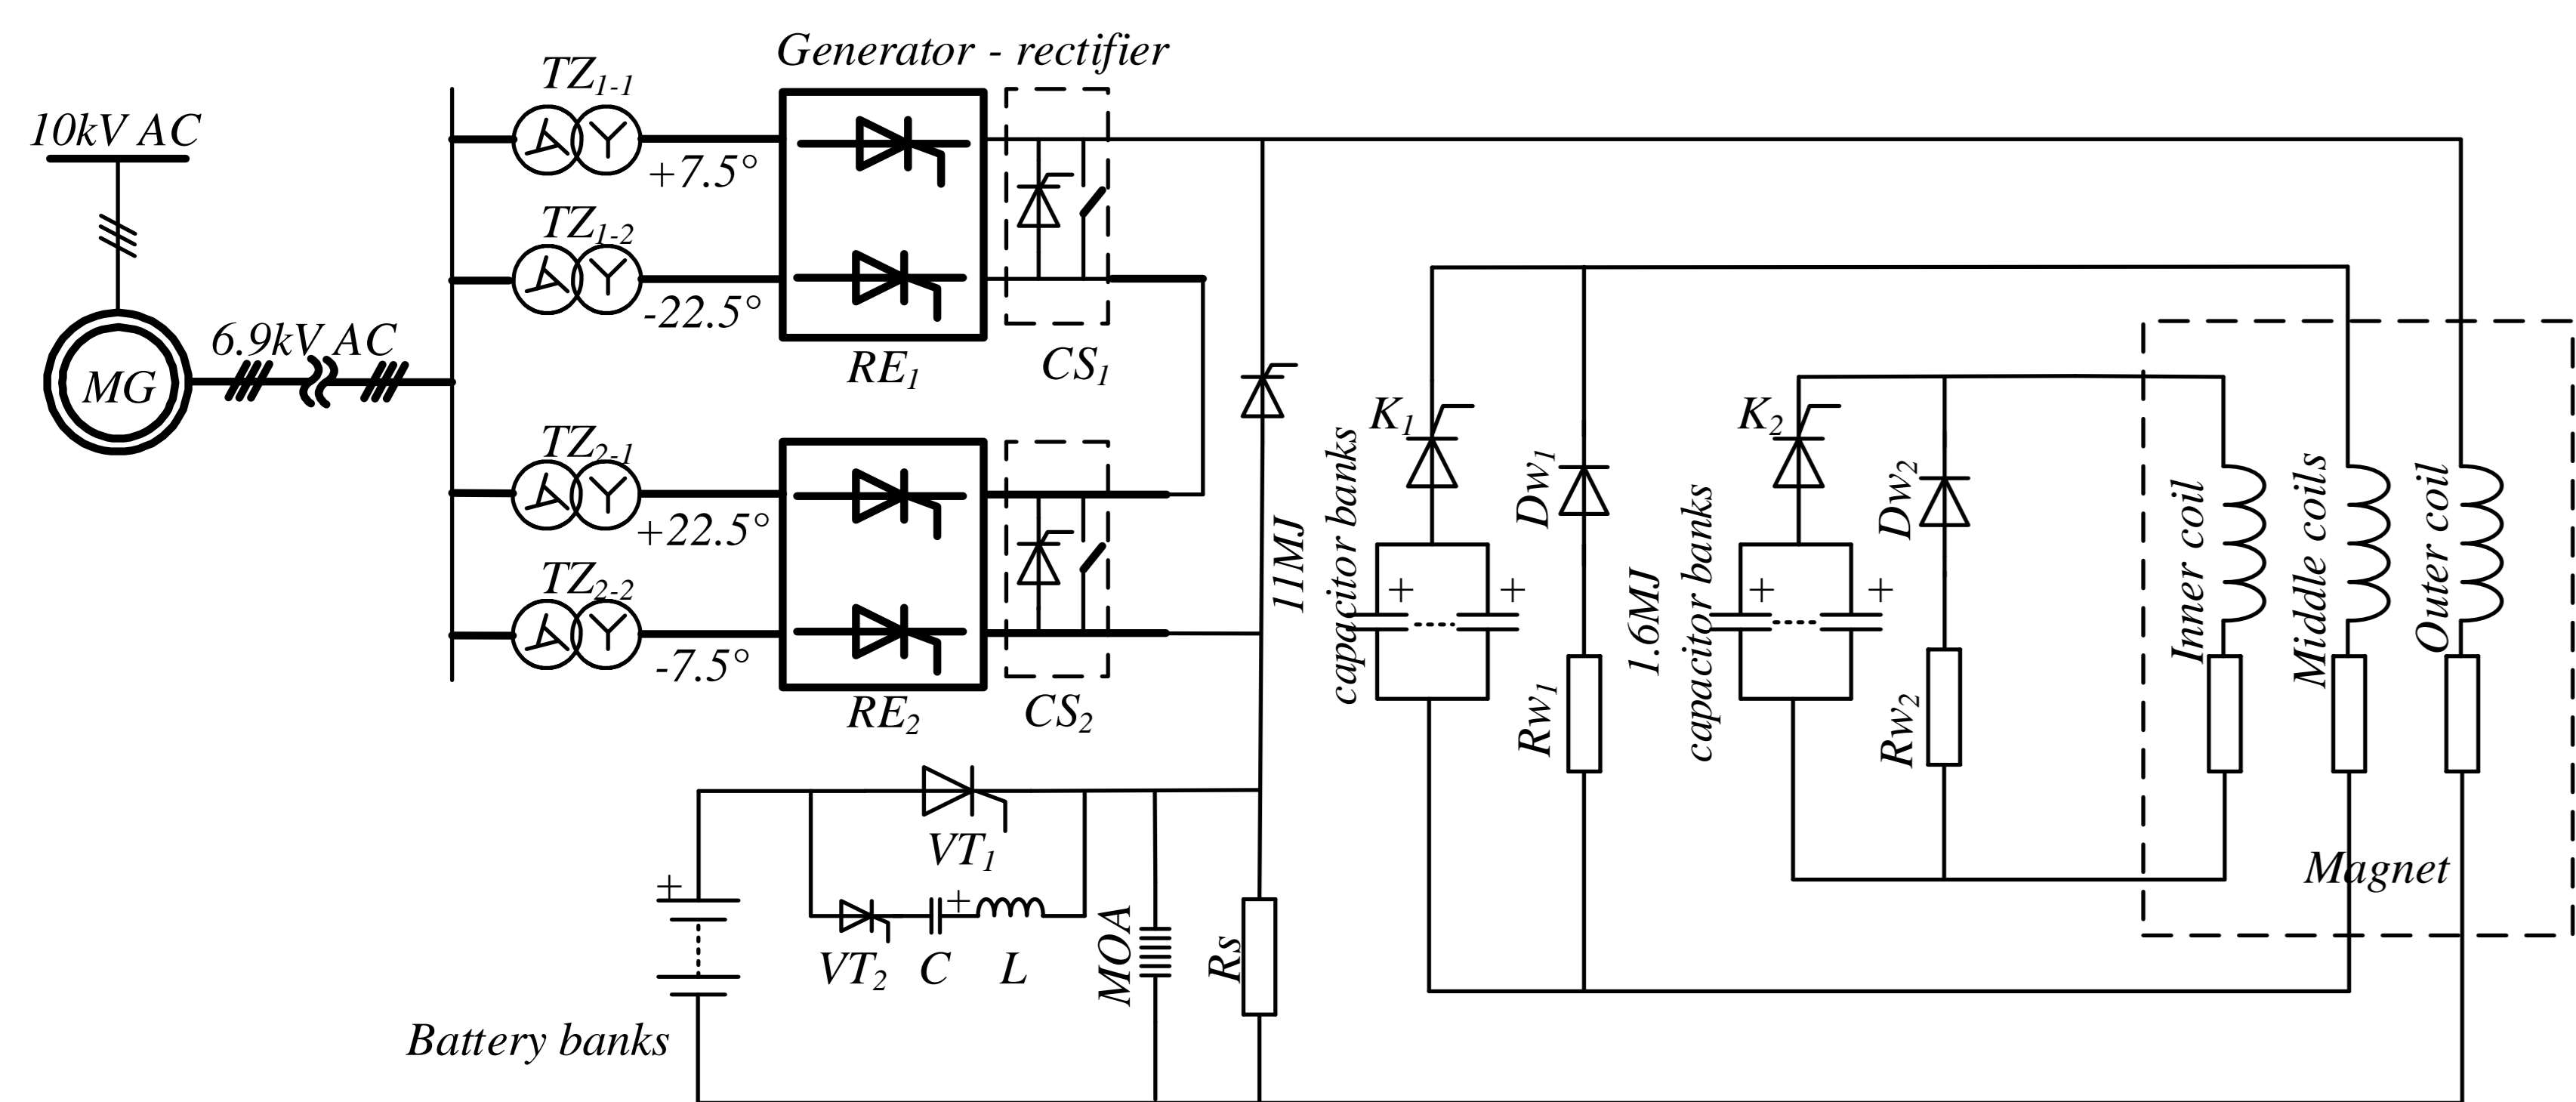 Generator - rectifier
10kV AC
MG
6.9kV AC
TZ1-1
+7.5°
TZ1-2
-22.5°
RE1
CS1
TZ2-1
+22.5°
TZ2-2
-7.5°
RE2
CS2
VT1
+
VT2
C
+
L
MOA
Rs
Battery banks
11MJ
capacitor banks
K1
+
+
Dw1
Rw1
1.6MJ
capacitor banks
K2
+
+
Dw2
Rw2
Inner coil
Middle coils
Outer coil
Magnet